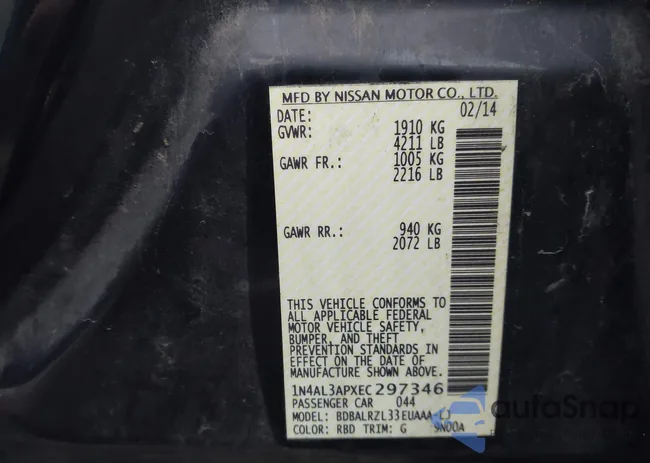 MFD BY NISSAN MOTOR CO., LTD.
DATE: 02/14
GVWR: 1910 KG
4211 LB
GAWR FR.: 1005 KG
2216 LB
GAWR RR.: 940 KG
2072 LB
THIS VEHICLE CONFORMS TO
ALL APPLICABLE FEDERAL
MOTOR VEHICLE SAFETY,
BUMPER, AND THEFT
PREVENTION STANDARDS IN
EFFECT ON THE DATE OF
MANUFACTURE SHOWN ABOVE.
1N4AL3APXEC297346
PASSENGER CAR 044
MODEL: BDBALRZL33EUAAA-LJ
COLOR: RBD TRIM: G 9N00A
autoSnap